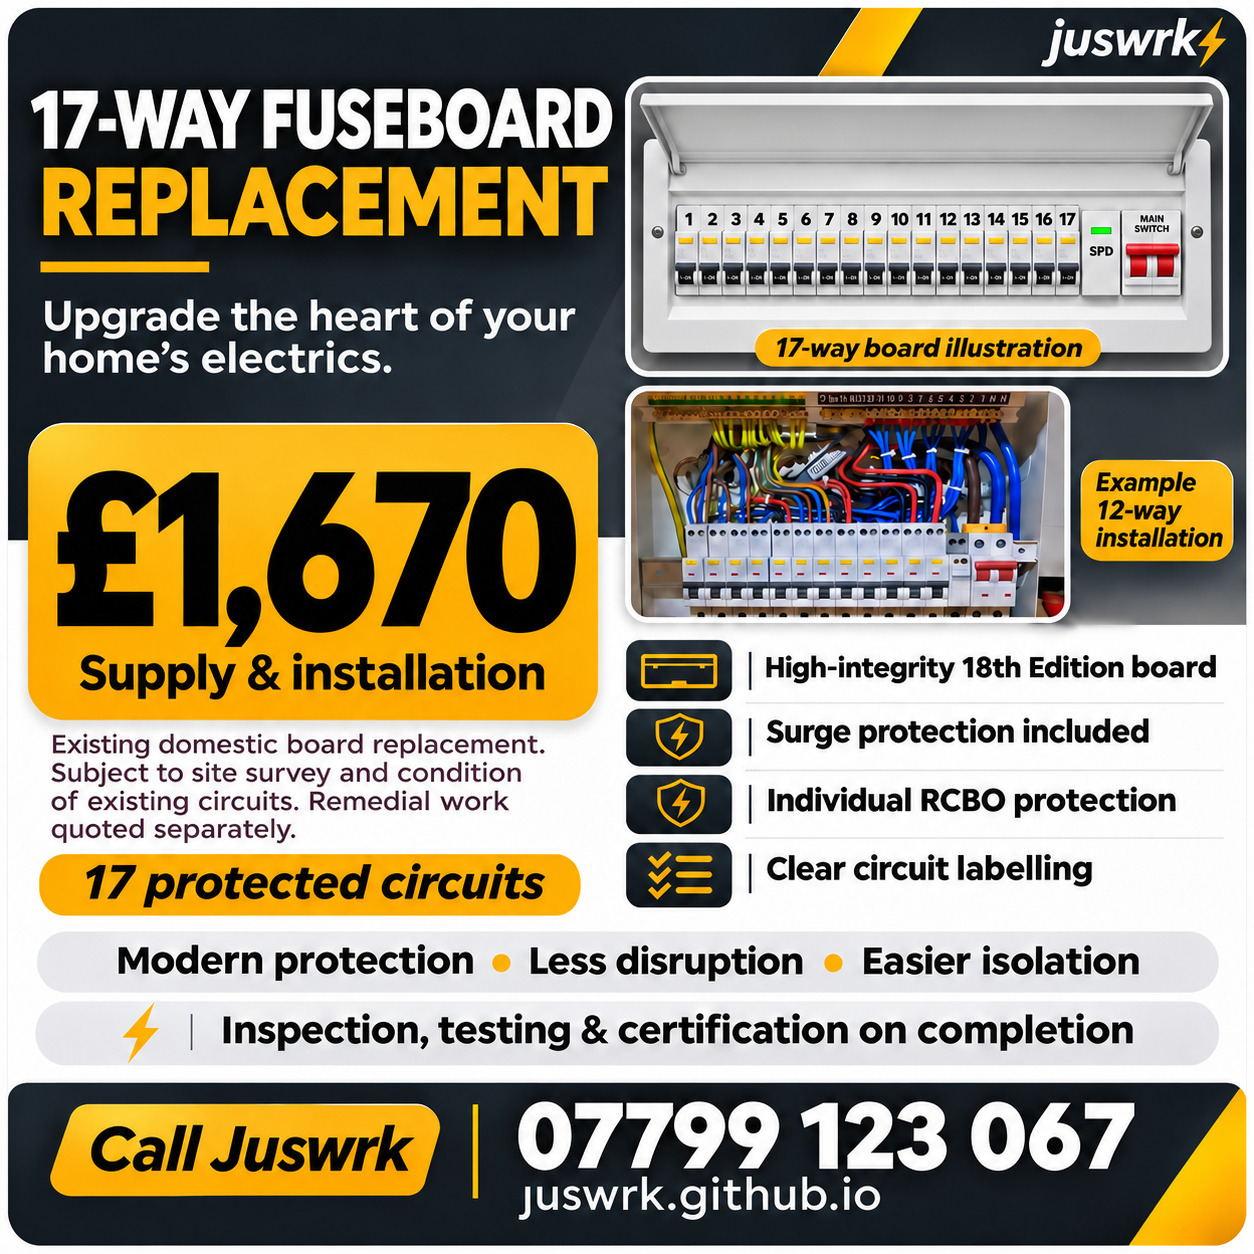 juswrk
17-WAY FUSEBOARD
REPLACEMENT
Upgrade the heart of your
home’s electrics.
1 2 3 4 5 6 7 8 9 10 11 12 13 14 15 16 17
SPD
MAIN
SWITCH
17-way board illustration
Example
12-way
installation
£1,670
Supply & installation
Existing domestic board replacement.
Subject to site survey and condition
of existing circuits. Remedial work
quoted separately.
17 protected circuits
High-integrity 18th Edition board
Surge protection included
Individual RCBO protection
Clear circuit labelling
Modern protection • Less disruption • Easier isolation
Inspection, testing & certification on completion
Call Juswrk
07799 123 067
juswrk.github.io